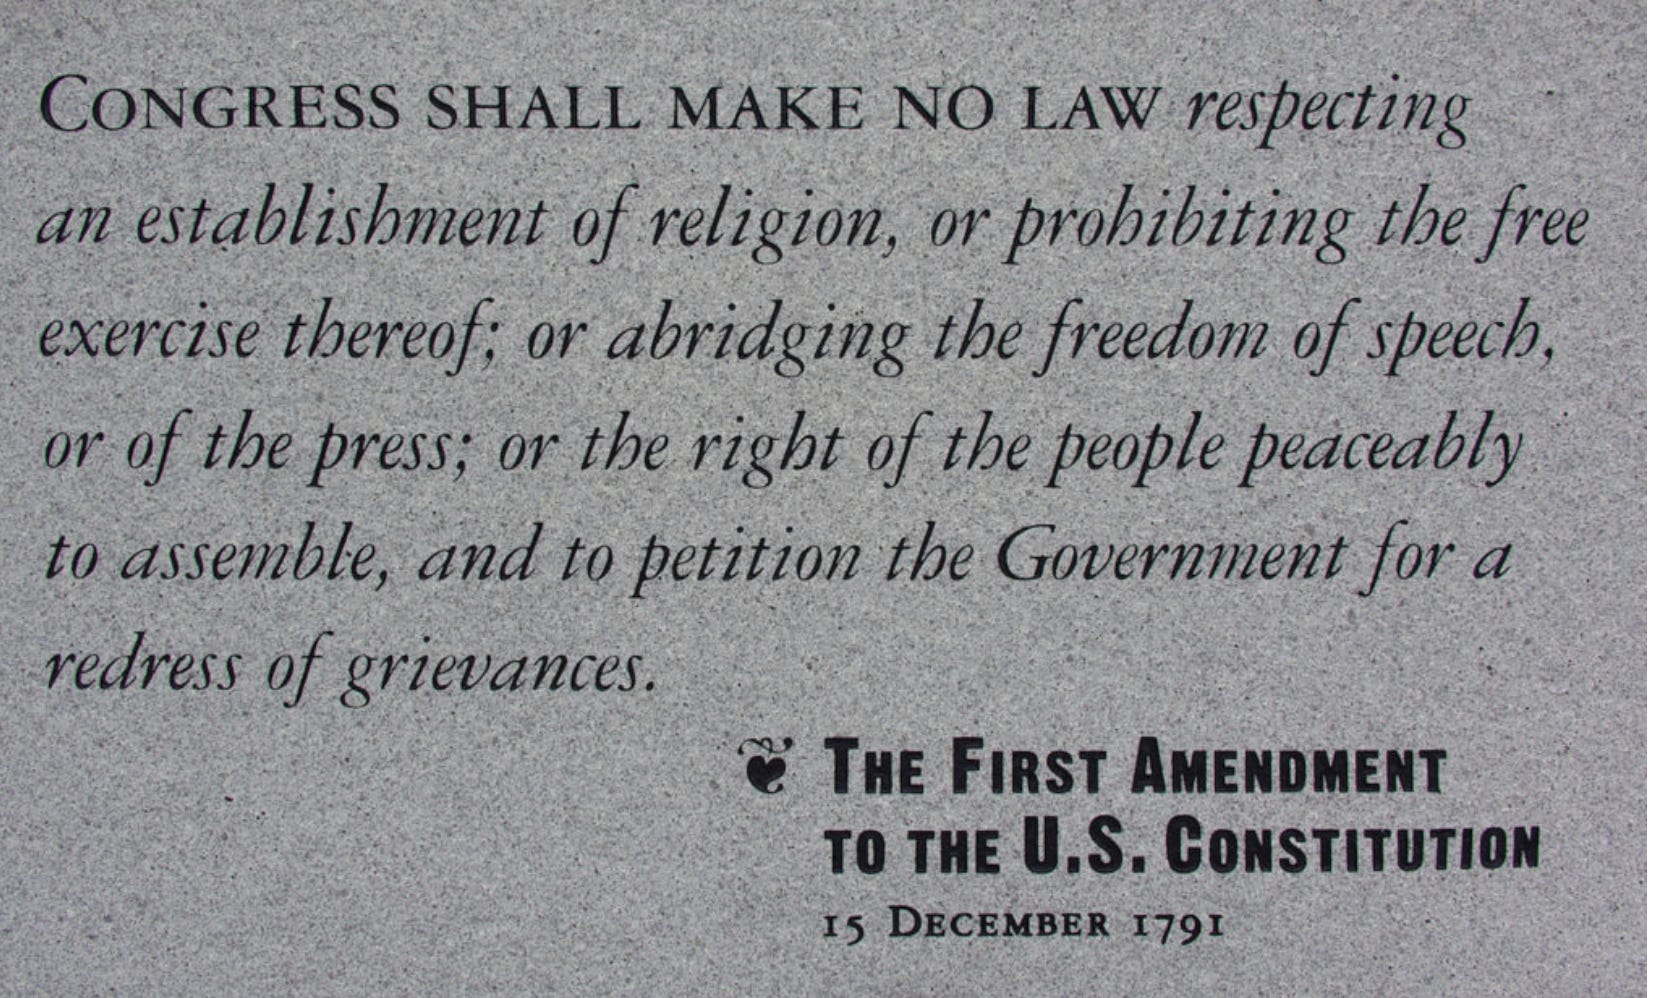 CONGRESS SHALL MAKE NO LAW respecting
an establishment of religion, or prohibiting the free
exercise thereof; or abridging the freedom of speech,
or of the press; or the right of the people peaceably
to assemble, and to petition the Government for a
redress of grievances.
❦ THE FIRST AMENDMENT
TO THE U.S. CONSTITUTION
15 DECEMBER 1791